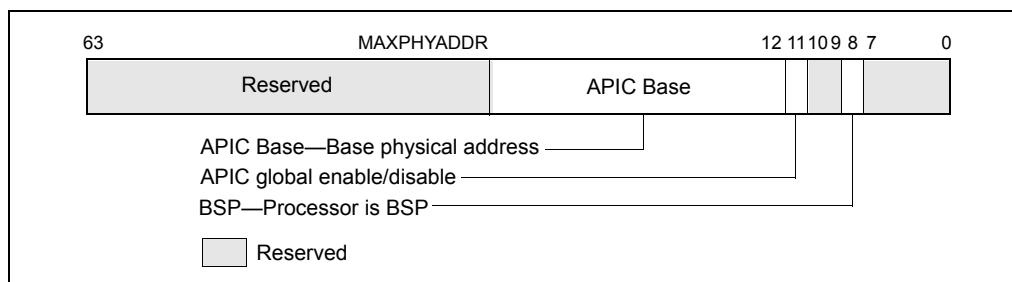 63 MAXPHYADDR 12 11 10 9 8 7 0
Reserved APIC Base
APIC Base—Base physical address
APIC global enable/disable
BSP—Processor is BSP
Reserved